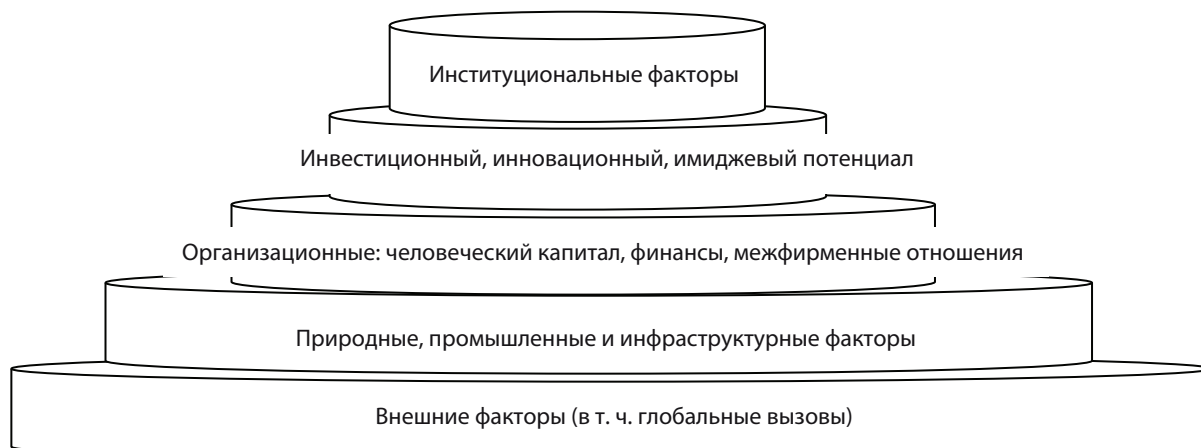 Институциональные факторы
Инвестиционный, инновационный, имиджевый потенциал
Организационные: человеческий капитал, финансы, межфирменные отношения
Природные, промышленные и инфраструктурные факторы
Внешние факторы (в т. ч. глобальные вызовы)